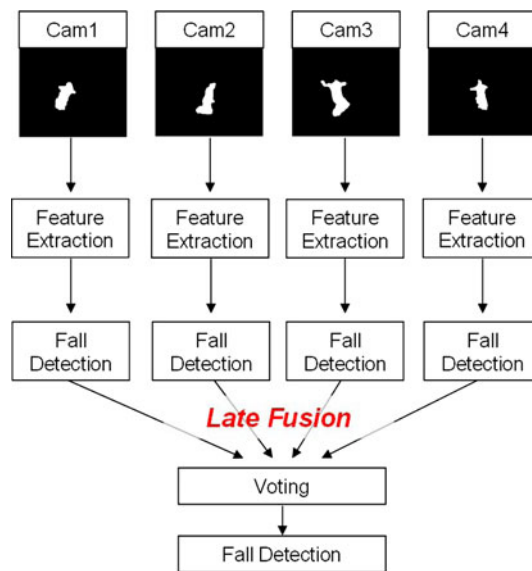 Cam1 Cam2 Cam3 Cam4
Feature Extraction
Feature Extraction
Feature Extraction
Feature Extraction
Fall Detection
Fall Detection
Fall Detection
Fall Detection
Late Fusion
Voting
Fall Detection